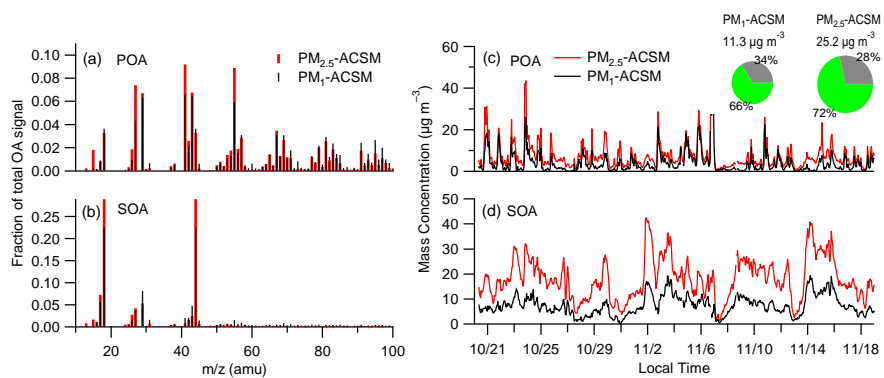 (a) POA
PM2.5-ACSM
PM1-ACSM
0.10
0.08
0.06
0.04
0.02
0.00
(b) SOA
0.25
0.20
0.15
0.10
0.05
0.00
Fraction of total OA signal
20 40 60 80 100
m/z (amu)
(c) POA
PM2.5-ACSM
PM1-ACSM
PM1-ACSM
11.3 µg m⁻³
34%
66%
PM2.5-ACSM
25.2 µg m⁻³
28%
72%
60
40
20
0
(d) SOA
50
40
30
20
10
0
Mass Concentration (µg m⁻³)
10/21 10/25 10/29 11/2 11/6 11/10 11/14 11/18
Local Time